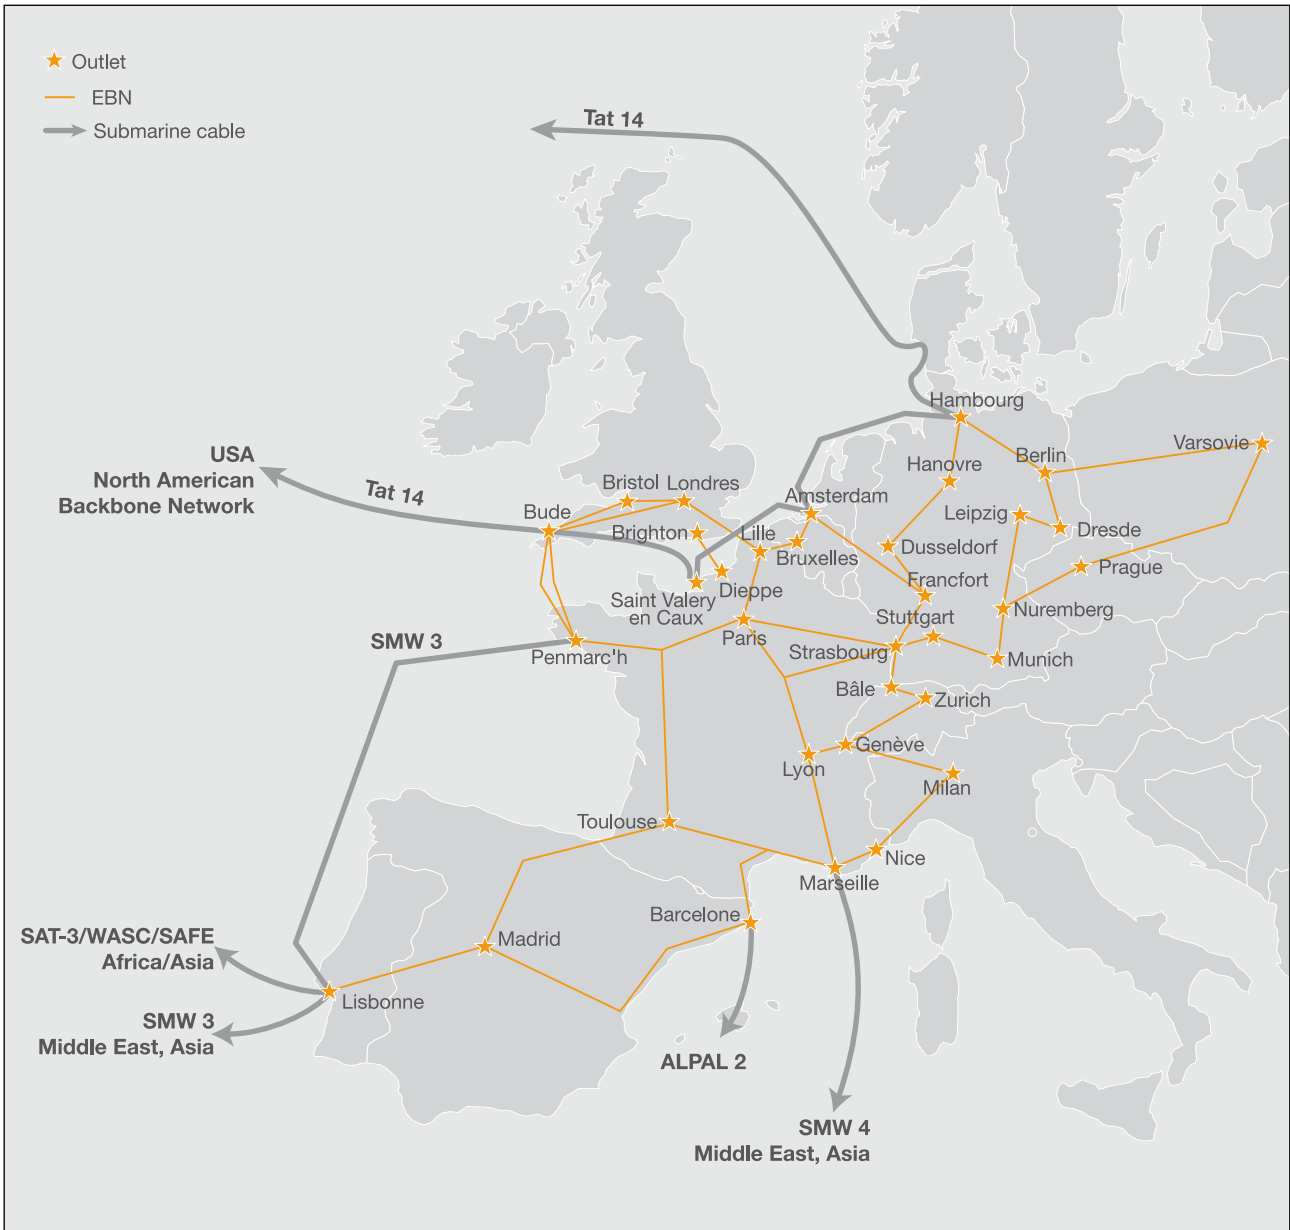 Outlet
EBN
Submarine cable
Tat 14
Hambourg
USA
North American
Backbone Network
Tat 14
Varsovie
Hanovre
Berlin
Bristol
Londres
Amsterdam
Bude
Brighton
Lille
Bruxelles
Leipzig
Dresde
Dusseldorf
Prague
Dieppe
Francfort
Saint Valery
en Caux
Stuttgart
Nuremberg
SMW 3
Penmarc'h
Paris
Strasbourg
Munich
Bâle
Zurich
Genève
Lyon
Milan
Toulouse
Nice
Marseille
Barcelone
SAT-3/WASC/SAFE
Africa/Asia
Madrid
Lisbonne
SMW 3
Middle East, Asia
ALPAL 2
SMW 4
Middle East, Asia